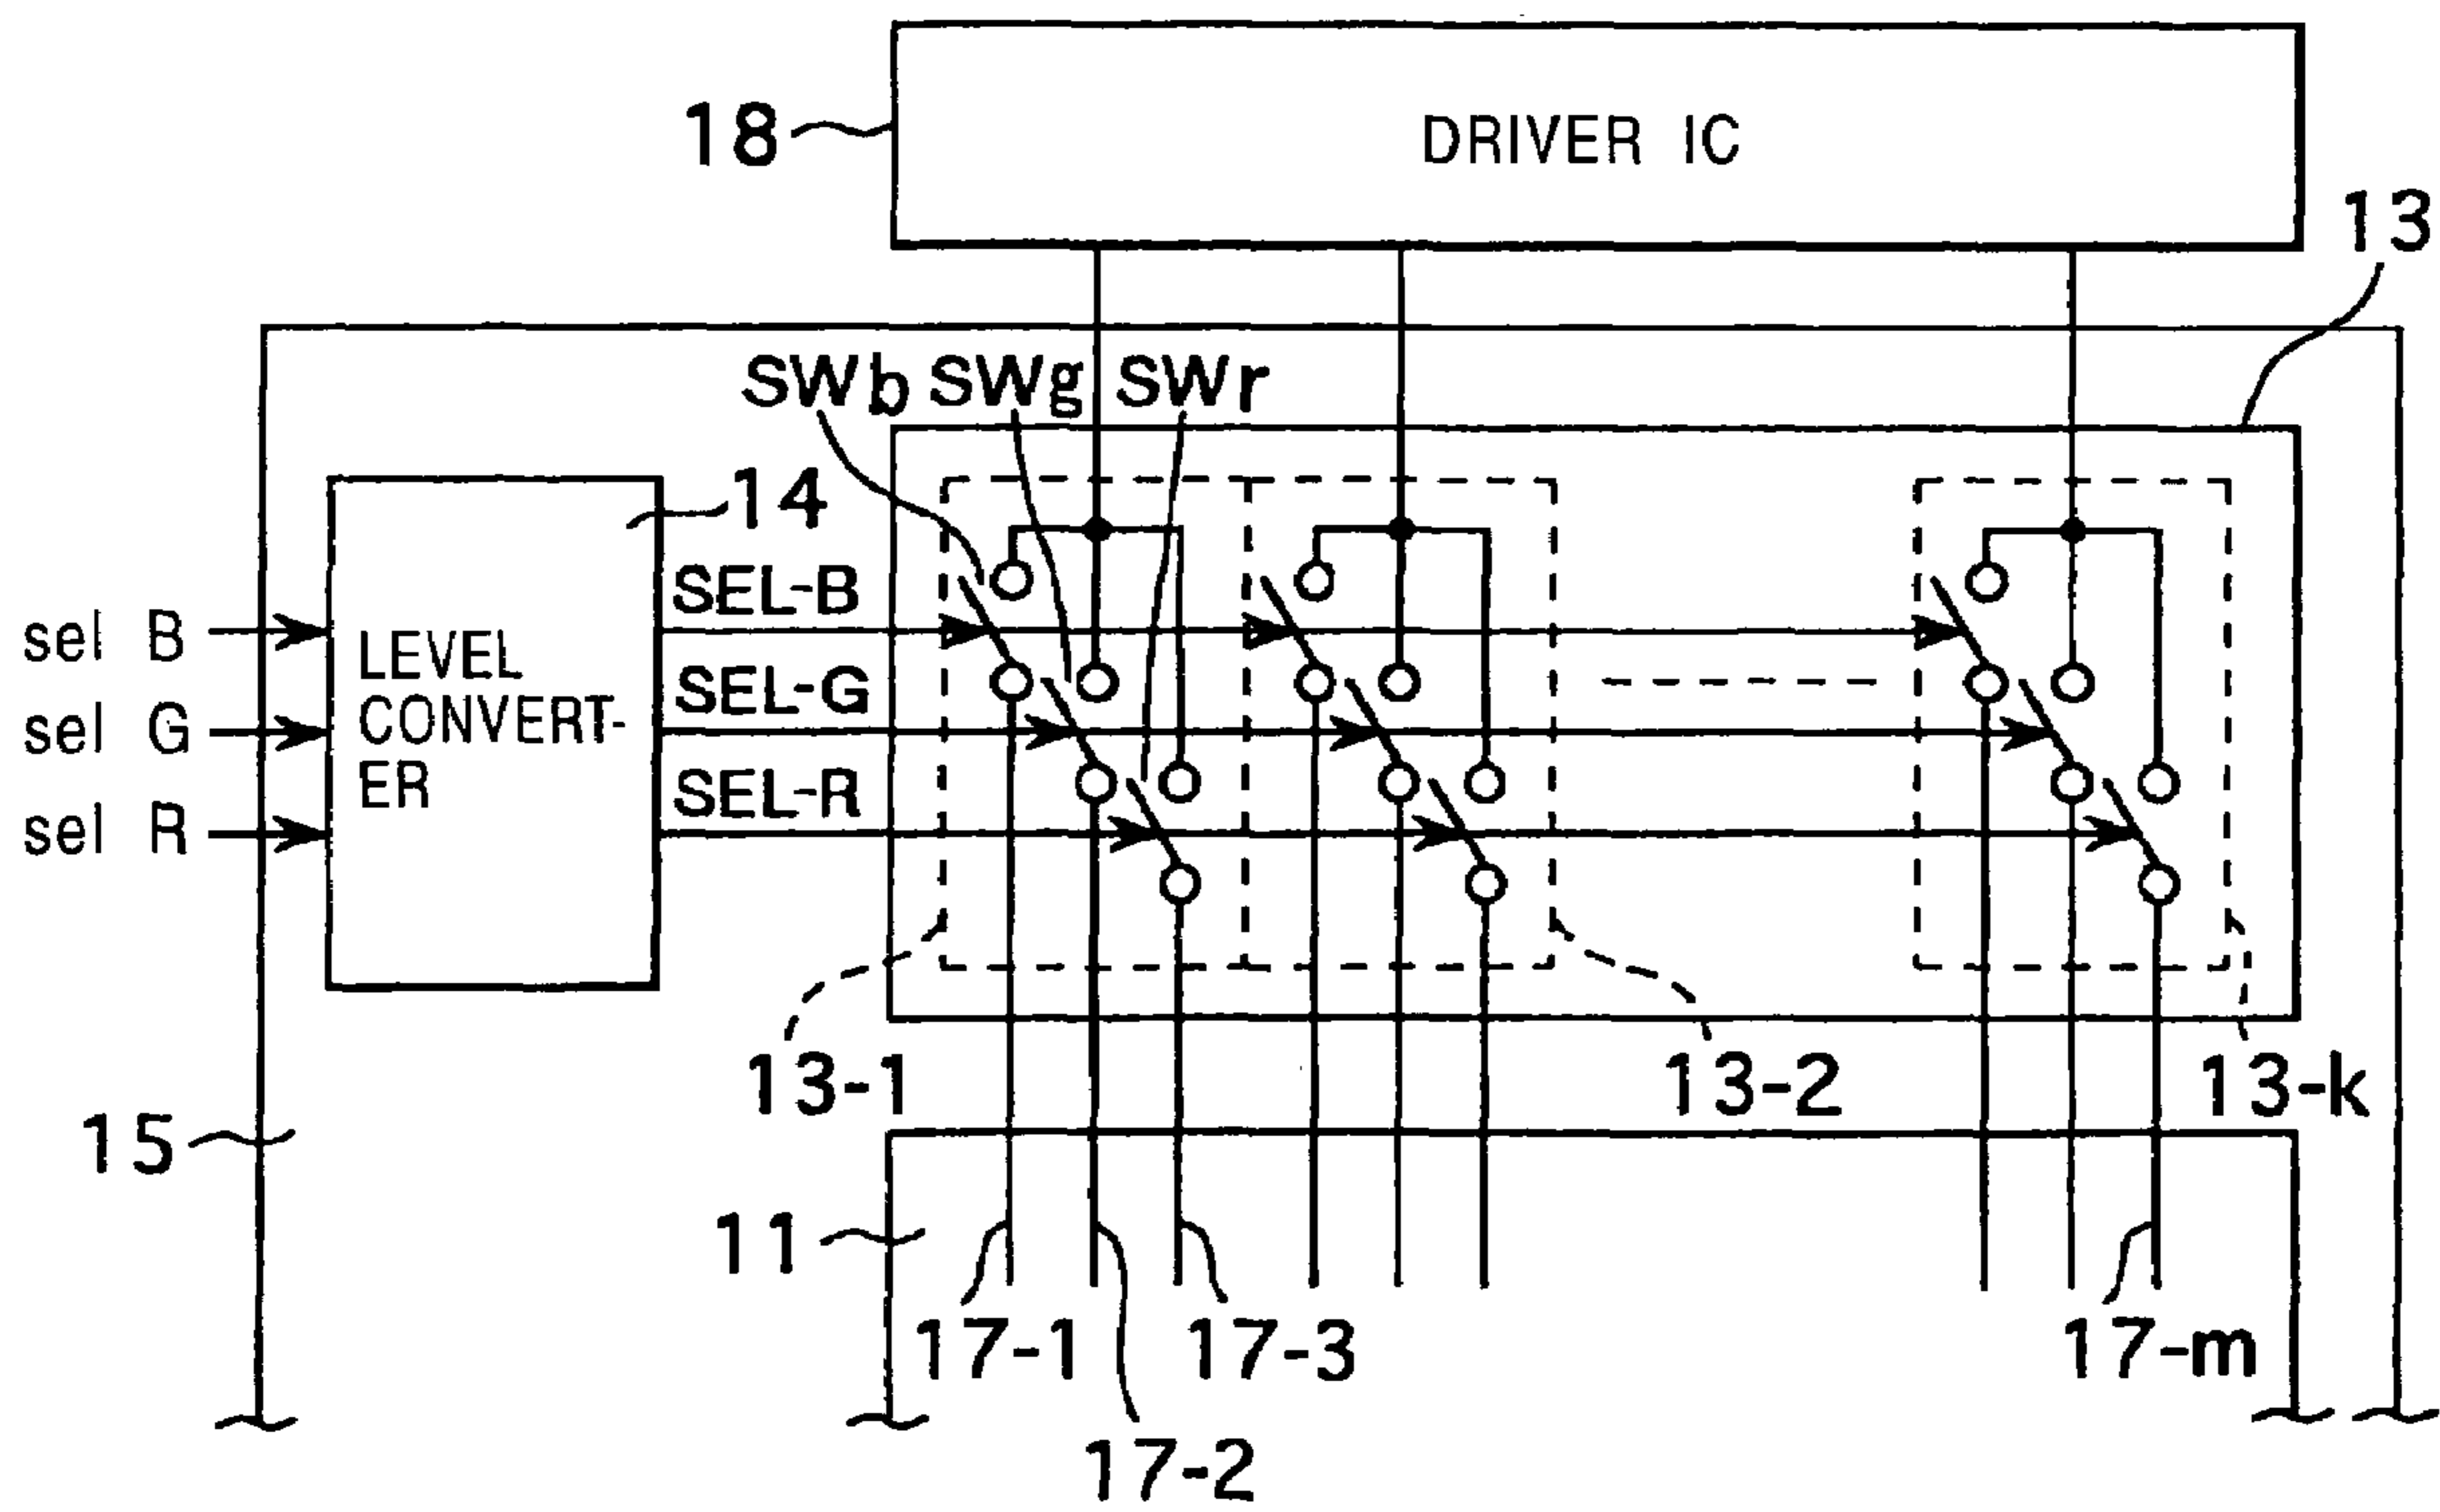 18
DRIVER IC
13
SWb SWg SWr
14
SEL-B
sel B
LEVEL
CONVERT-
ER
SEL-G
sel G
SEL-R
sel R
13-1
13-2
13-k
15
11
17-1
17-3
17-m
17-2